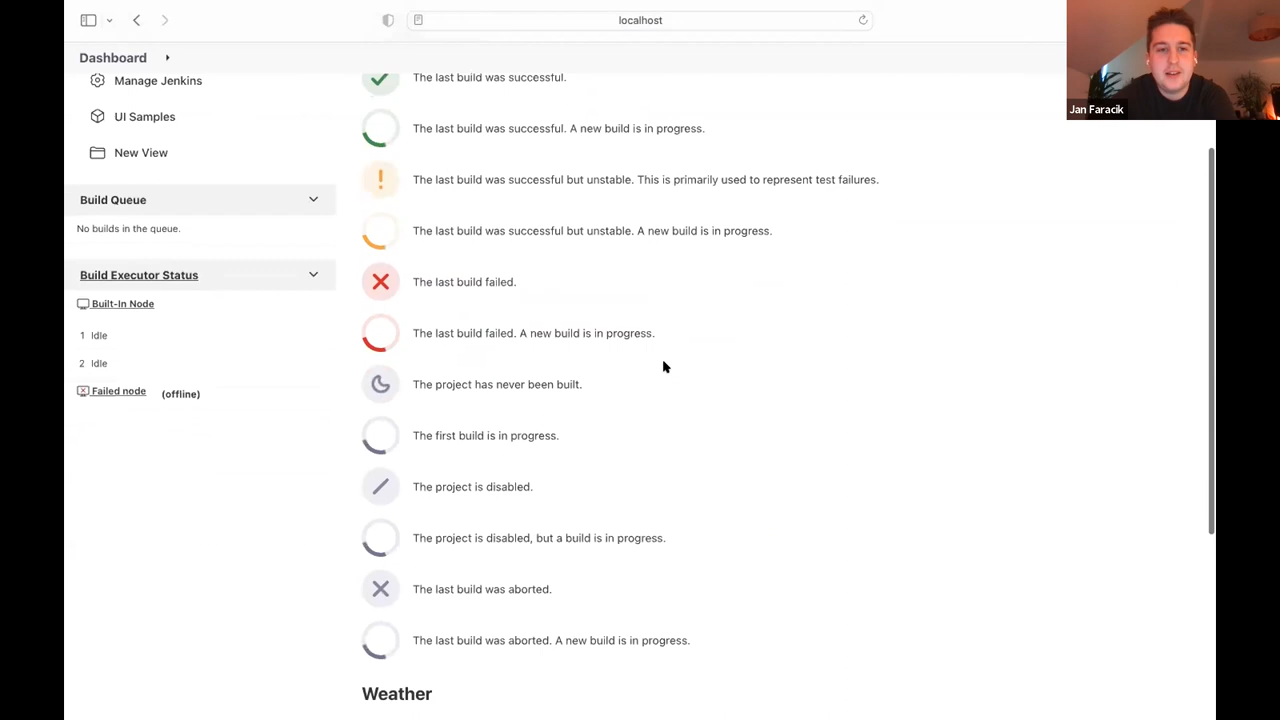 localhost
Dashboard
Jan Faracik
Manage Jenkins
UI Samples
New View
Build Queue
No builds in the queue.
Build Executor Status
Built-In Node
1 Idle
2 Idle
Failed node (offline)
The last build was successful.
The last build was successful. A new build is in progress.
The last build was successful but unstable. This is primarily used to represent test failures.
The last build was successful but unstable. A new build is in progress.
The last build failed.
The last build failed. A new build is in progress.
The project has never been built.
The first build is in progress.
The project is disabled.
The project is disabled, but a build is in progress.
The last build was aborted.
The last build was aborted. A new build is in progress.
Weather